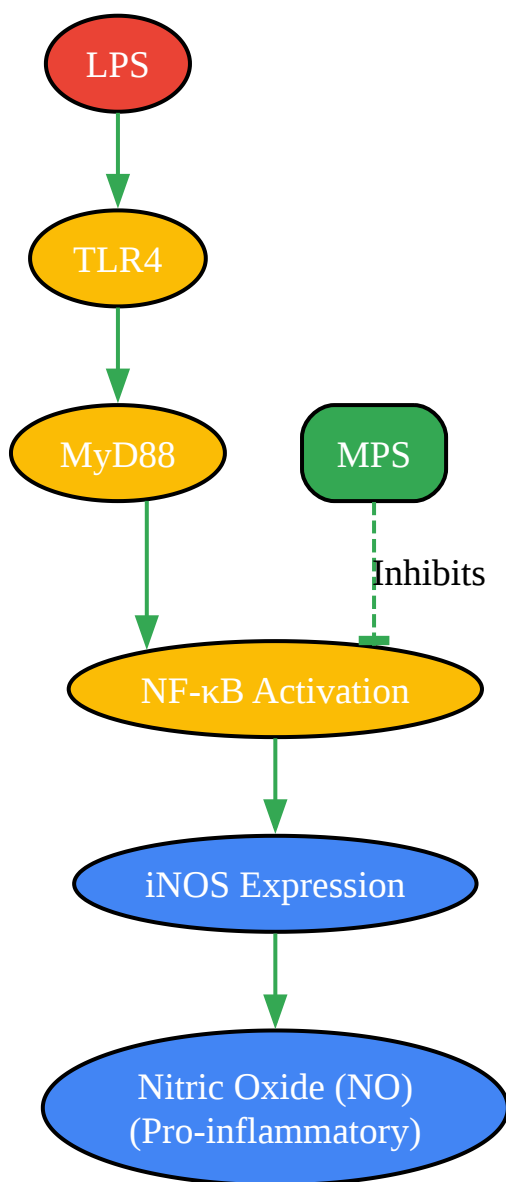 LPS
TLR4
MyD88
MPS
Inhibits
NF-κB Activation
iNOS Expression
Nitric Oxide (NO)
(Pro-inflammatory)